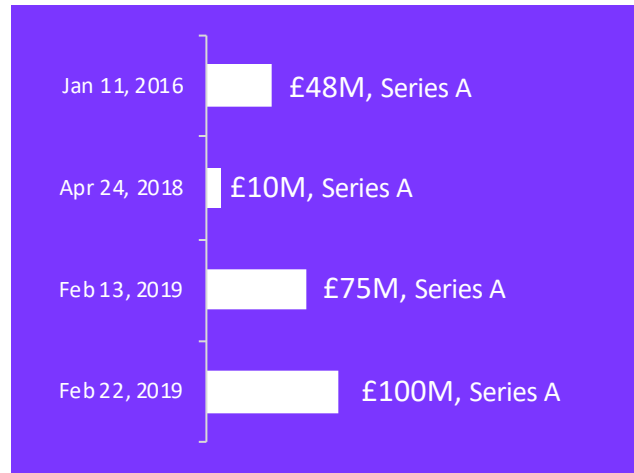 Jan 11, 2016 £48M, Series A
Apr 24, 2018 £10M, Series A
Feb 13, 2019 £75M, Series A
Feb 22, 2019 £100M, Series A